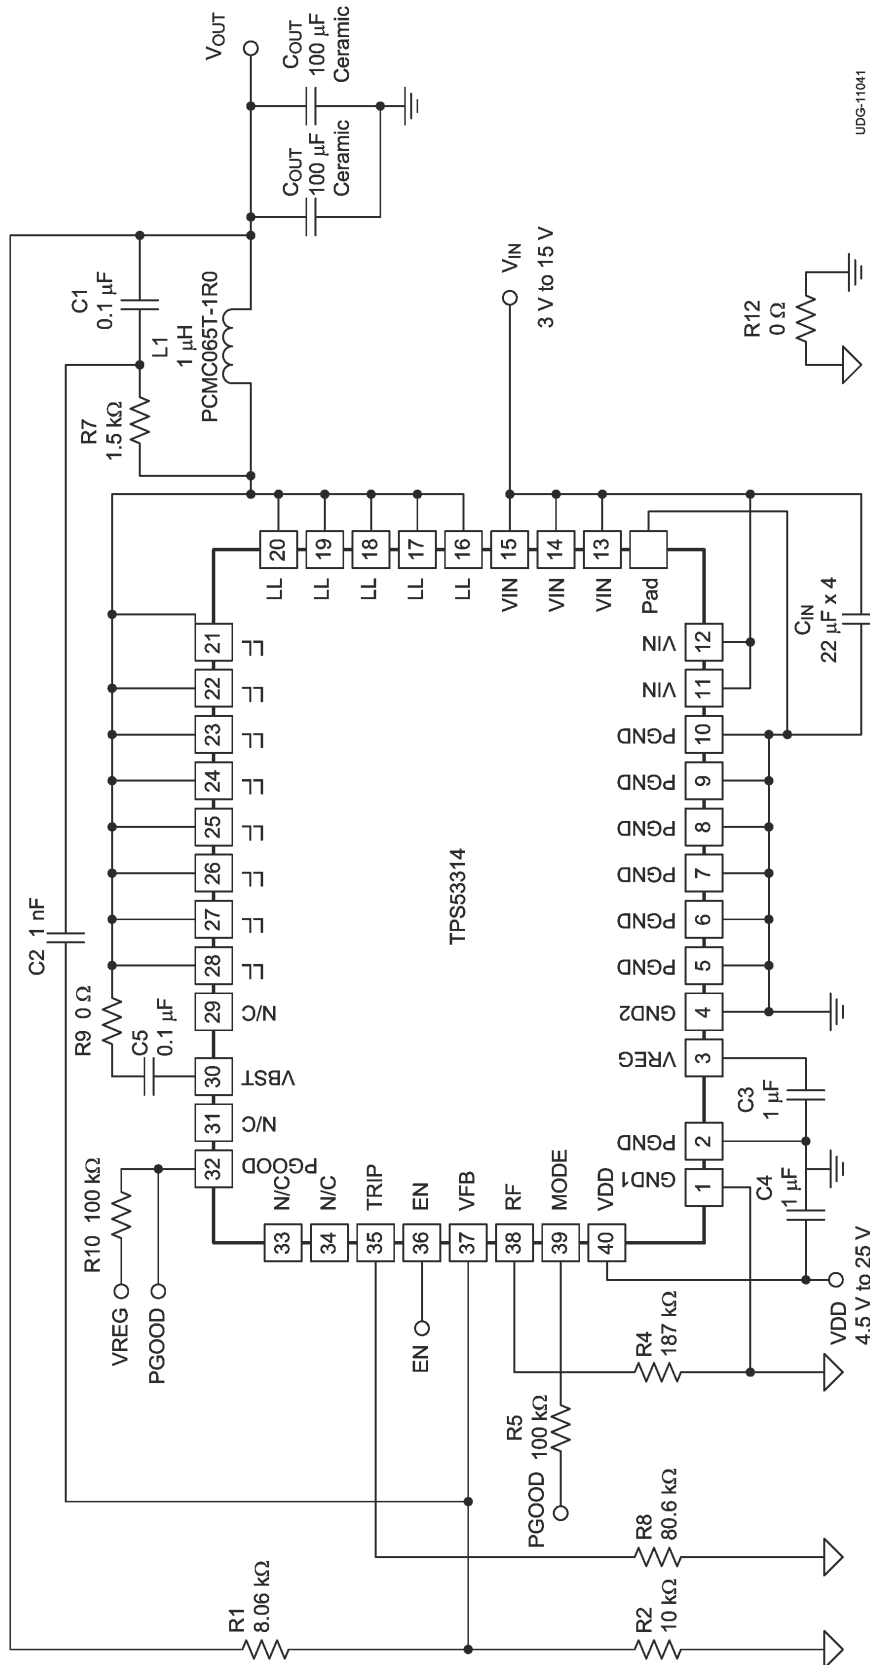 R1
8.06 kΩ
R2
10 kΩ
R8
80.6 kΩ
PGOOD
R5
100 kΩ
R4
187 kΩ
EN
VREG
PGOOD
R10 100 kΩ
VDD
4.5 V to 25 V
C2 1 nF
R9 0 Ω
C5
0.1 µF
32
31
30
29
28
27
26
25
24
23
22
21
PGOOD
N/C
VBST
N/C
LL
LL
LL
LL
LL
LL
LL
LL
33 N/C
34 N/C
35 TRIP
36 EN
37 VFB
38 RF
39 MODE
40 VDD
TPS53314
LL 20
LL 19
LL 18
LL 17
LL 16
VIN 15
VIN 14
VIN 13
Pad
GND1
PGND
VREG
GND2
PGND
PGND
PGND
PGND
PGND
PGND
VIN
VIN
1
2
3
4
5
6
7
8
9
10
11
12
C4
1 µF
C3
1 µF
CIN
22 µF x 4
R7
1.5 kΩ
C1
0.1 µF
L1
1 µH
PCMC065T-1R0
VOUT
COUT
100 µF
Ceramic
COUT
100 µF
Ceramic
VIN
3 V to 15 V
R12
0 Ω
UDG-11041